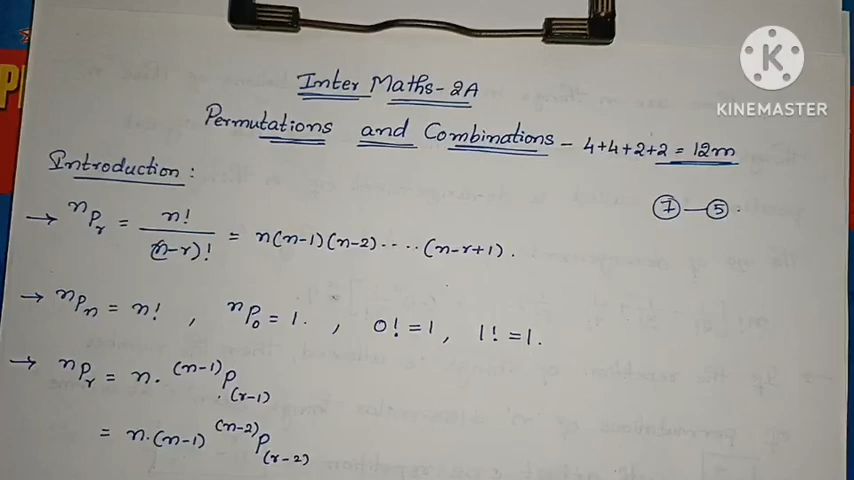 Inter Maths-2A
KINEMASTER
Permutations and Combinations - 4+4+2+2 = 12m
Introduction :
7 — 5.
→ ⁿPᵣ = n! / (n-r)! = n(n-1)(n-2)....(n-r+1).
→ ⁿPₙ = n! , ⁿP₀ = 1. , 0! = 1, 1! = 1.
→ ⁿPᵣ = n. ⁽ⁿ⁻¹⁾P₍ᵣ₋₁₎
= n.(n-1) ⁽ⁿ⁻²⁾P₍ᵣ₋₂₎